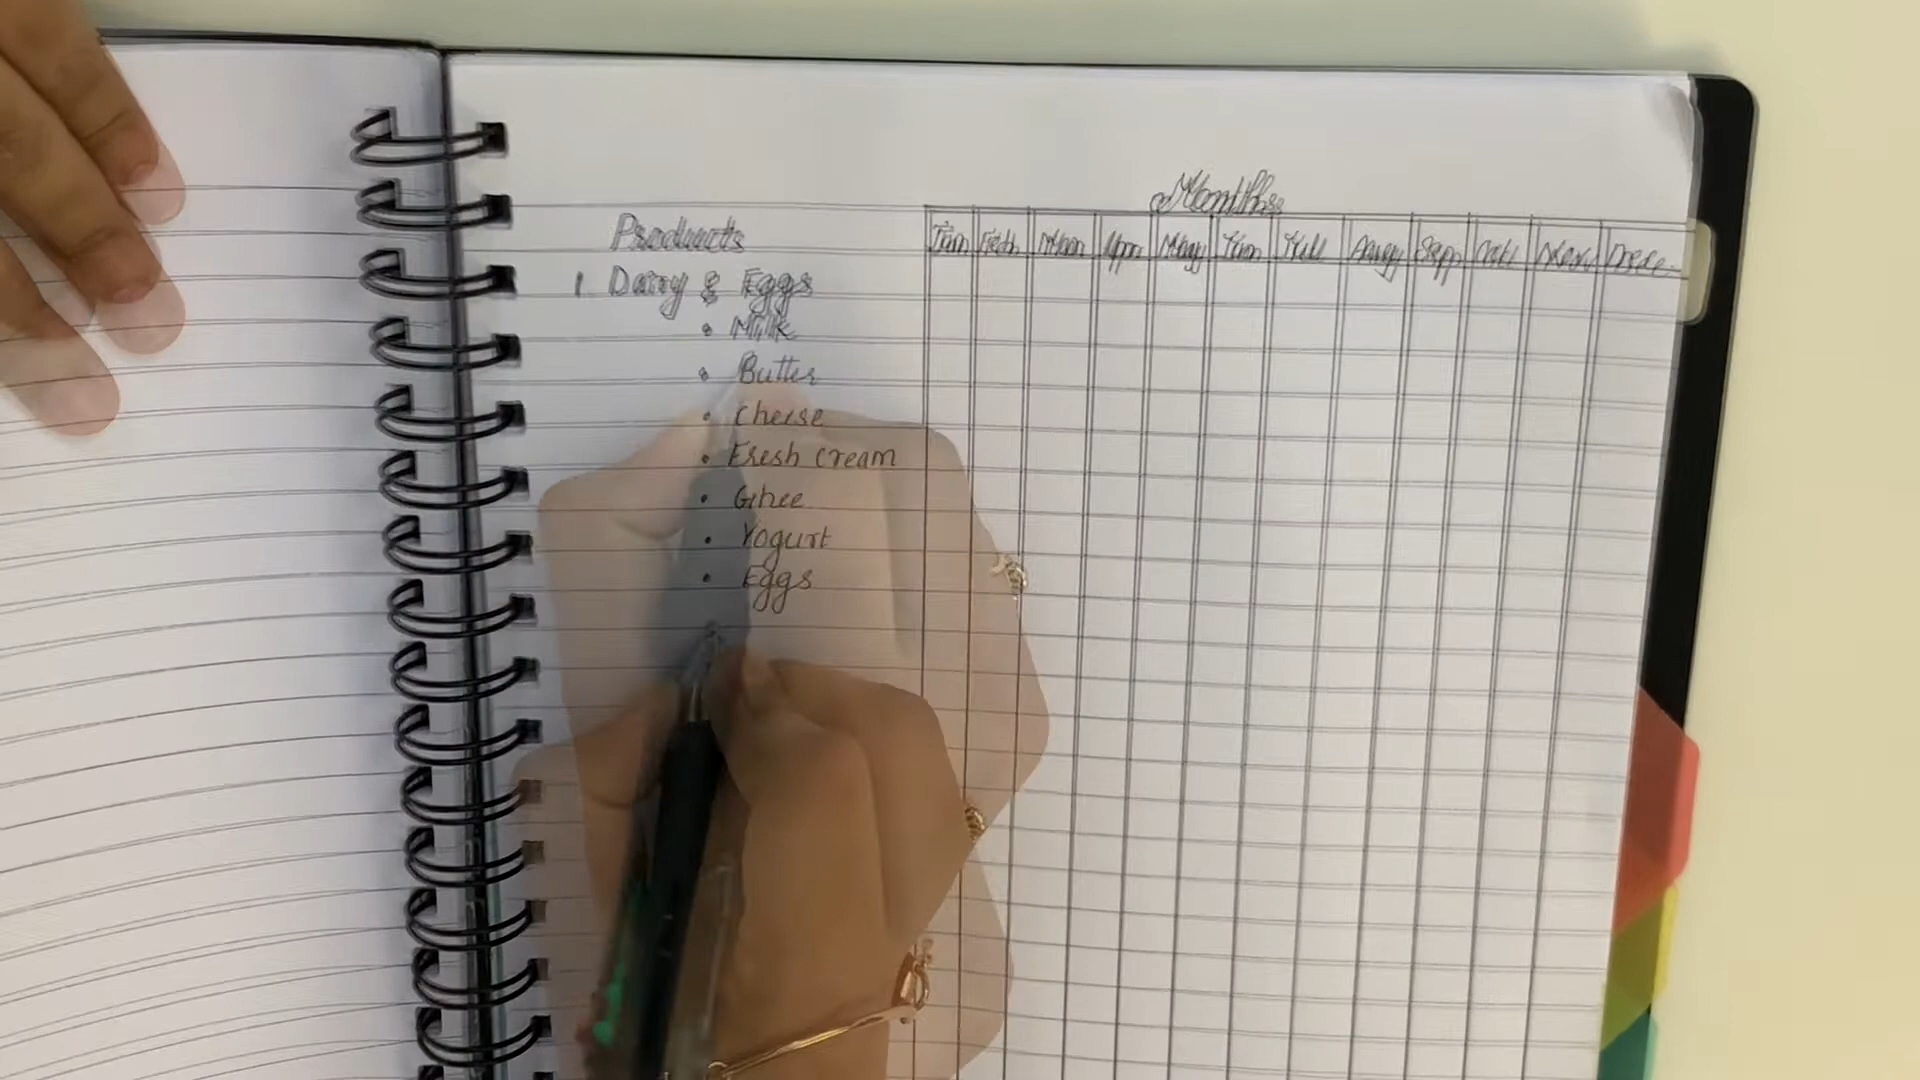 Months
Products Jan Feb Mar Apr May Jun Jul Aug Sep Oct Nov Dec
1. Dairy & Eggs
• Milk
• Butter
• Cheese
• Fresh Cream
• Ghee
• Yogurt
• Eggs